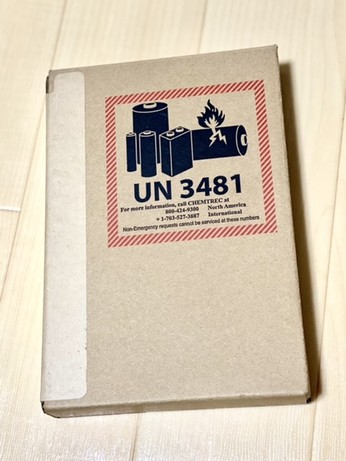 UN 3481
For more information, call CHEMTREC at
800-424-9300 North America
+ 1-703-527-3887 International
Non-Emergency requests cannot be serviced at these numbers